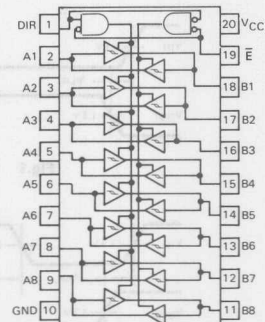 DIR 1
20 VCC
A1 2
19 E
A2 3
18 B1
A3 4
17 B2
A4 5
16 B3
A5 6
15 B4
A6 7
14 B5
A7 8
13 B6
A8 9
12 B7
GND 10
11 B8